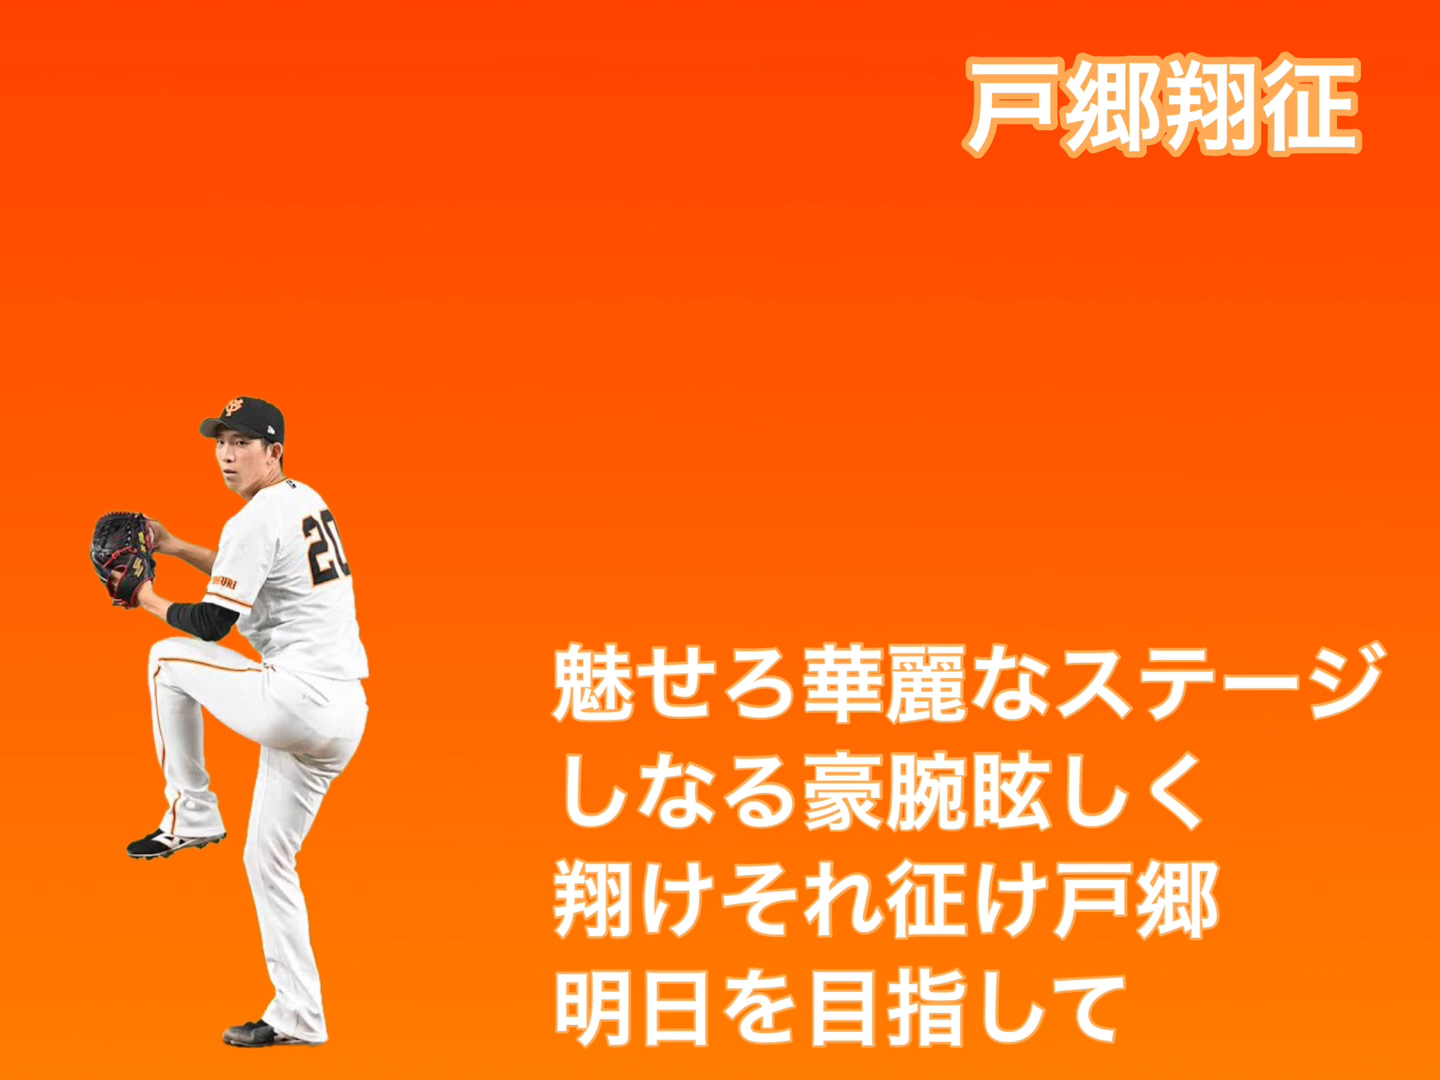 戸郷翔征
20
魅せろ華麗なステージ
しなる豪腕眩しく
翔けそれ征け戸郷
明日を目指して